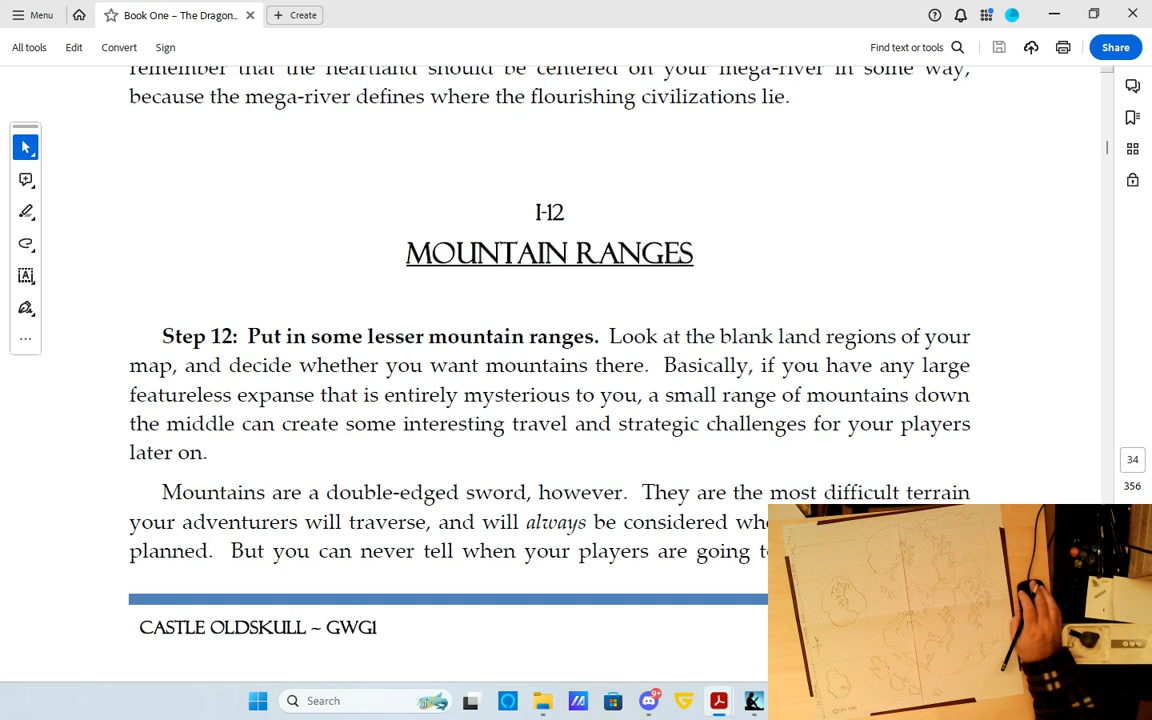 Menu
Book One – The Dragon...
Create
All tools
Edit
Convert
Sign
Find text or tools
Share
remember that the heartland should be centered on your mega-river in some way,
because the mega-river defines where the flourishing civilizations lie.
I-12
MOUNTAIN RANGES
Step 12: Put in some lesser mountain ranges. Look at the blank land regions of your
map, and decide whether you want mountains there. Basically, if you have any large
featureless expanse that is entirely mysterious to you, a small range of mountains down
the middle can create some interesting travel and strategic challenges for your players
later on.
34
356
Mountains are a double-edged sword, however. They are the most difficult terrain
your adventurers will traverse, and will always be considered
planned. But you can never tell when your players are going
CASTLE OLDSKULL ~ GWG1
Search
9+